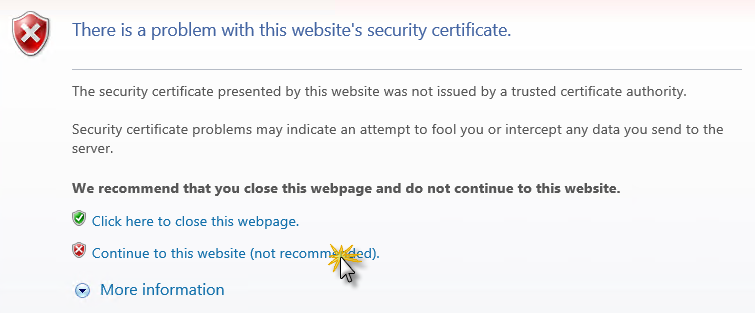 There is a problem with this website's security certificate.
The security certificate presented by this website was not issued by a trusted certificate authority.
Security certificate problems may indicate an attempt to fool you or intercept any data you send to the
server.
We recommend that you close this webpage and do not continue to this website.
Click here to close this webpage.
Continue to this website (not recommended).
More information